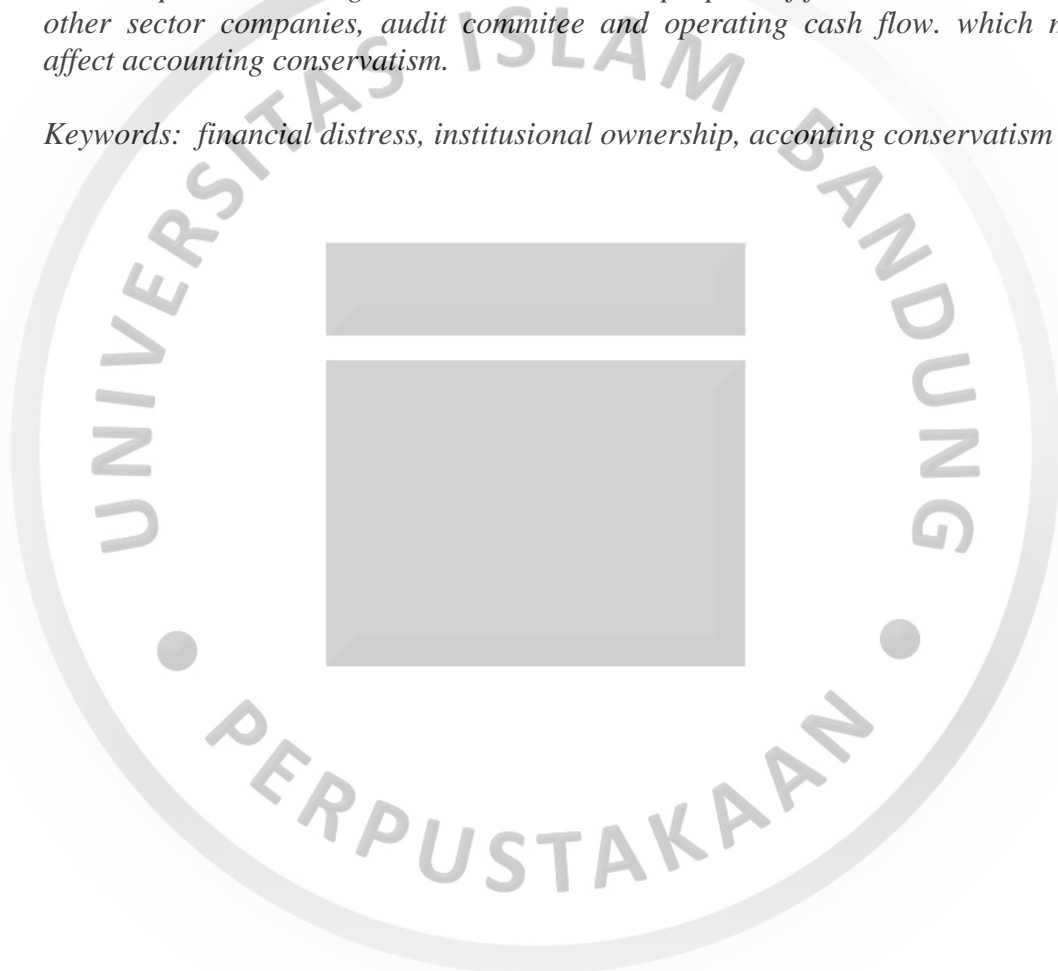 other sector companies, audit commitee and operating cash flow. which
affect accounting conservatism.
Keywords: financial distress, institusional ownership, acconting conservatism
UNIVERSITAS ISLAM BANDUNG
• PERPUSTAKAAN •